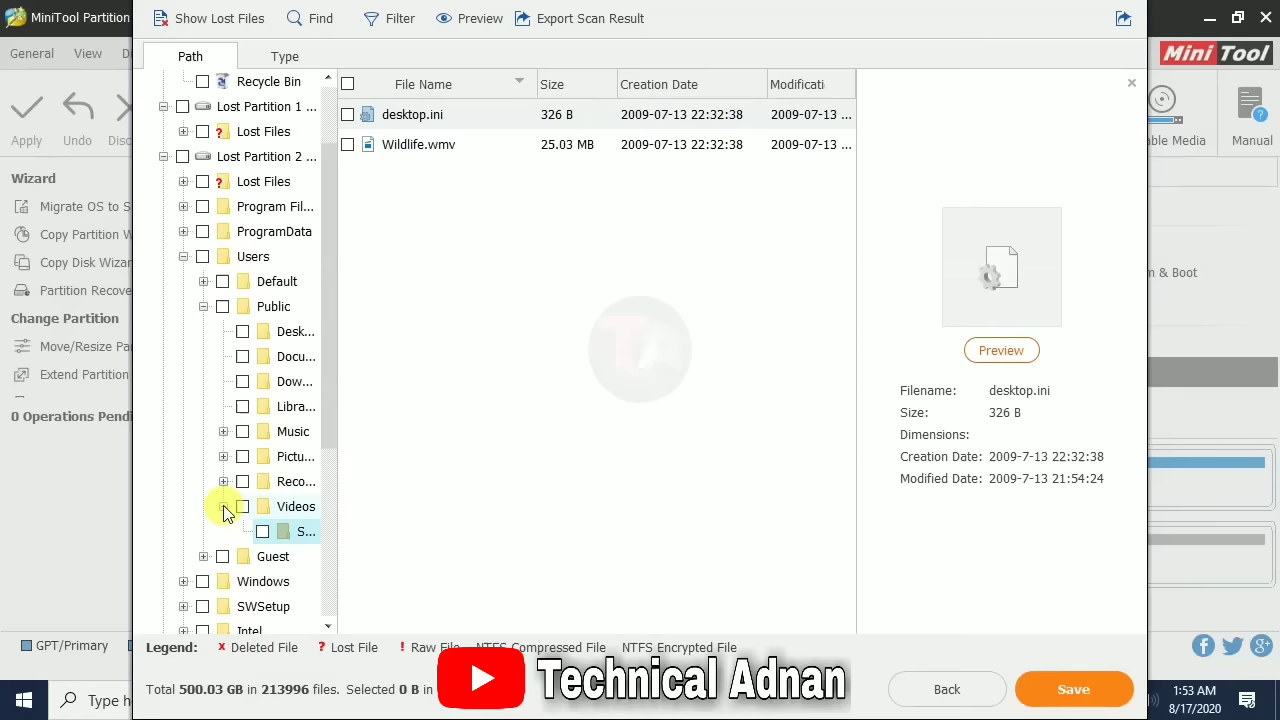 MiniTool Partition
Show Lost Files
Find
Filter
Preview
Export Scan Result
General
View
Path
Type
Mini Tool
Apply
Undo
Manual
Wizard
Migrate OS to S
Copy Partition W
Copy Disk Wizar
Partition Recove
Change Partition
Move/Resize Pa
Extend Partition
0 Operations Pendi
GPT/Primary
Recycle Bin
Lost Partition 1 ...
Lost Files
Lost Partition 2 ...
Lost Files
Program Fil...
ProgramData
Users
Default
Public
Desk...
Docu...
Dow...
Libra...
Music
Pictu...
Reco...
Videos
S...
Guest
Windows
SWSetup
Intel
File Name
Size
Creation Date
Modificati
desktop.ini
326 B
2009-07-13 22:32:38
2009-07-13 ...
Wildlife.wmv
25.03 MB
2009-07-13 22:32:38
2009-07-13 ...
Preview
Filename: desktop.ini
Size: 326 B
Dimensions:
Creation Date: 2009-7-13 22:32:38
Modified Date: 2009-7-13 21:54:24
able Media
m & Boot
Legend:
x Deleted File
? Lost File
! Raw File
NTFS Compressed File
NTFS Encrypted File
Total 500.03 GB in 213996 files. Selected 0 B in
Technical Adnan
Back
Save
Type h
1:53 AM
8/17/2020